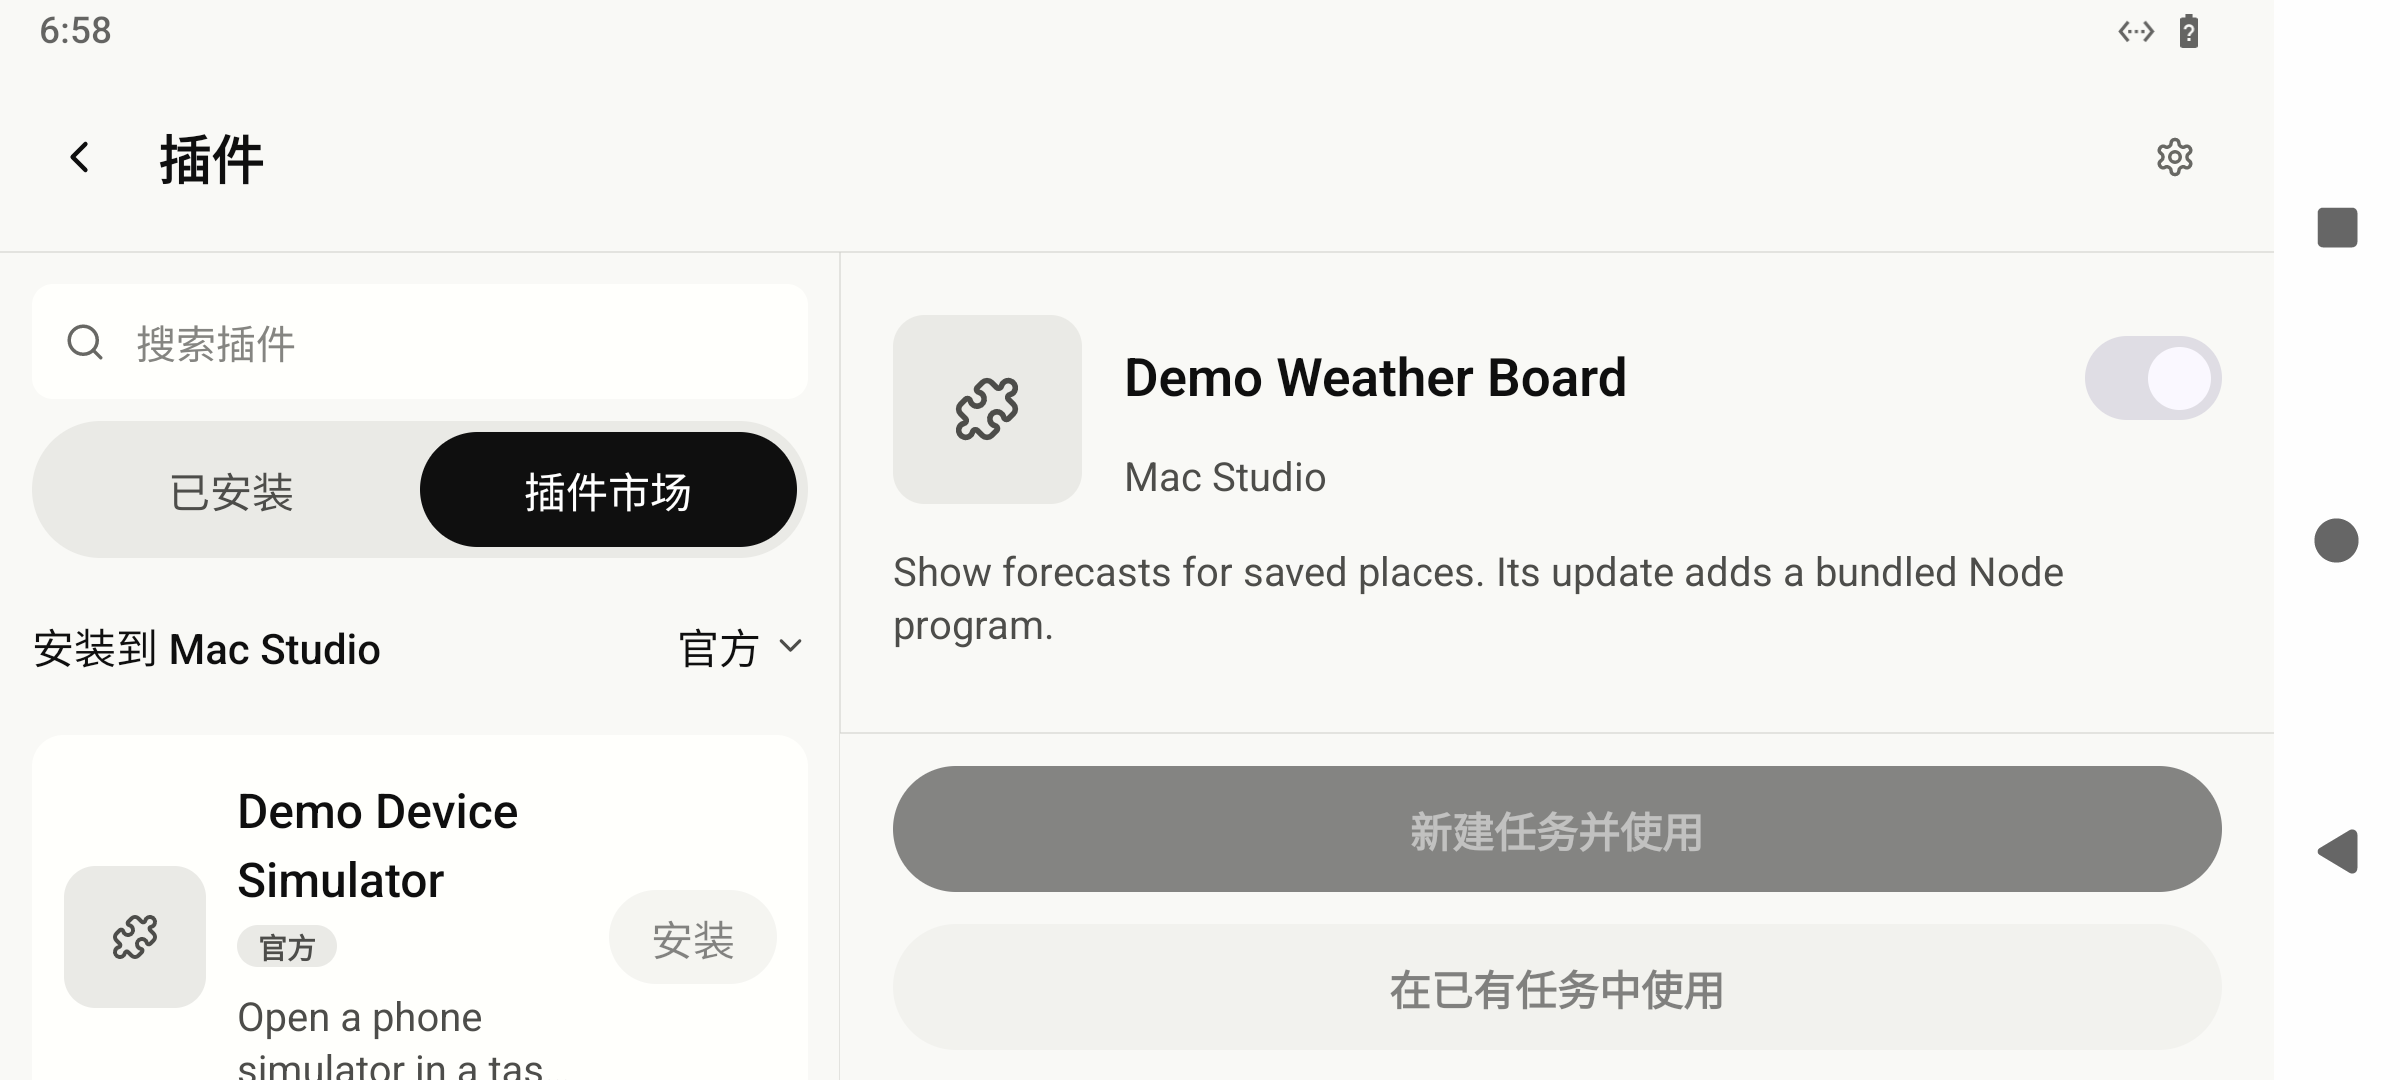 6:58
插件
搜索插件
已安装
插件市场
安装到 Mac Studio
官方
Demo Device
Simulator
官方
安装
Open a phone
simulator in a tas
Demo Weather Board
Mac Studio
Show forecasts for saved places. Its update adds a bundled Node
program.
新建任务并使用
在已有任务中使用